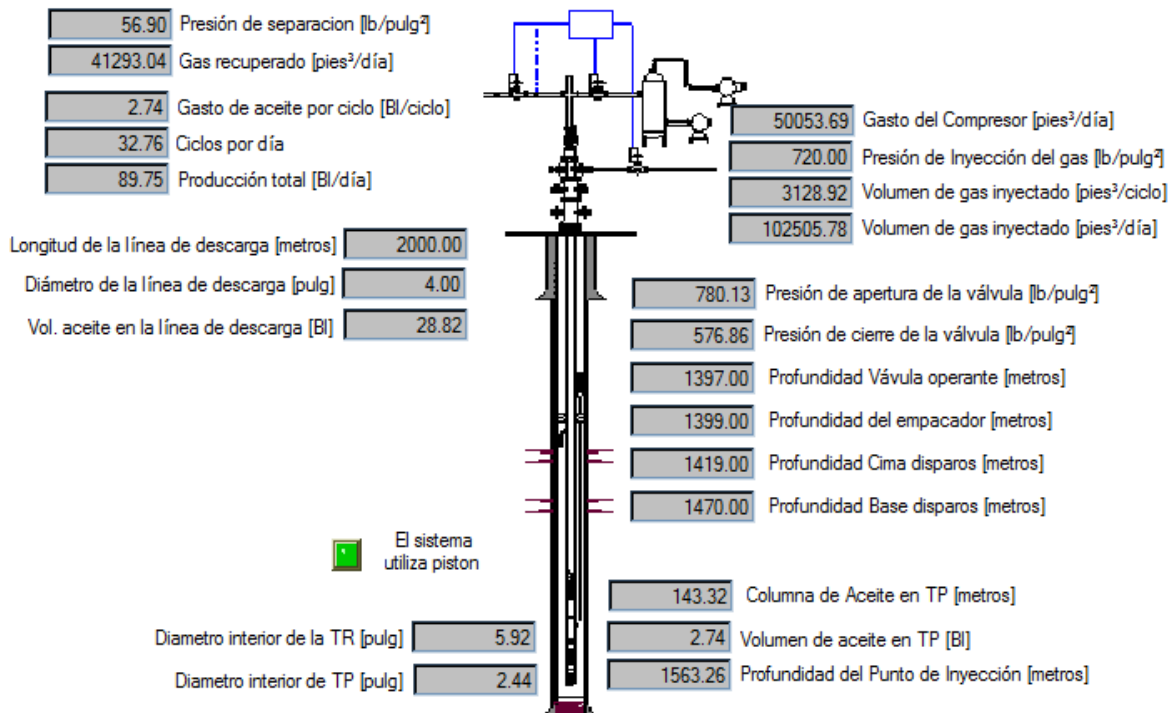 56.90 Presión de separacion [lb/pulg²]
41293.04 Gas recuperado [pies³/día]
2.74 Gasto de aceite por ciclo [Bl/ciclo]
32.76 Ciclos por día
89.75 Producción total [Bl/día]
50053.69 Gasto del Compresor [pies³/día]
720.00 Presión de Inyección del gas [lb/pulg²]
3128.92 Volumen de gas inyectado [pies³/ciclo]
102505.78 Volumen de gas inyectado [pies³/día]
Longitud de la línea de descarga [metros] 2000.00
Diámetro de la línea de descarga [pulg] 4.00
Vol. aceite en la línea de descarga [Bl] 28.82
780.13 Presión de apertura de la válvula [lb/pulg²]
576.86 Presión de cierre de la válvula [lb/pulg²]
1397.00 Profundidad Vávula operante [metros]
1399.00 Profundidad del empacador [metros]
1419.00 Profundidad Cima disparos [metros]
1470.00 Profundidad Base disparos [metros]
El sistema
utiliza piston
143.32 Columna de Aceite en TP [metros]
Diametro interior de la TR [pulg] 5.92
2.74 Volumen de aceite en TP [Bl]
Diametro interior de TP [pulg] 2.44
1563.26 Profundidad del Punto de Inyección [metros]